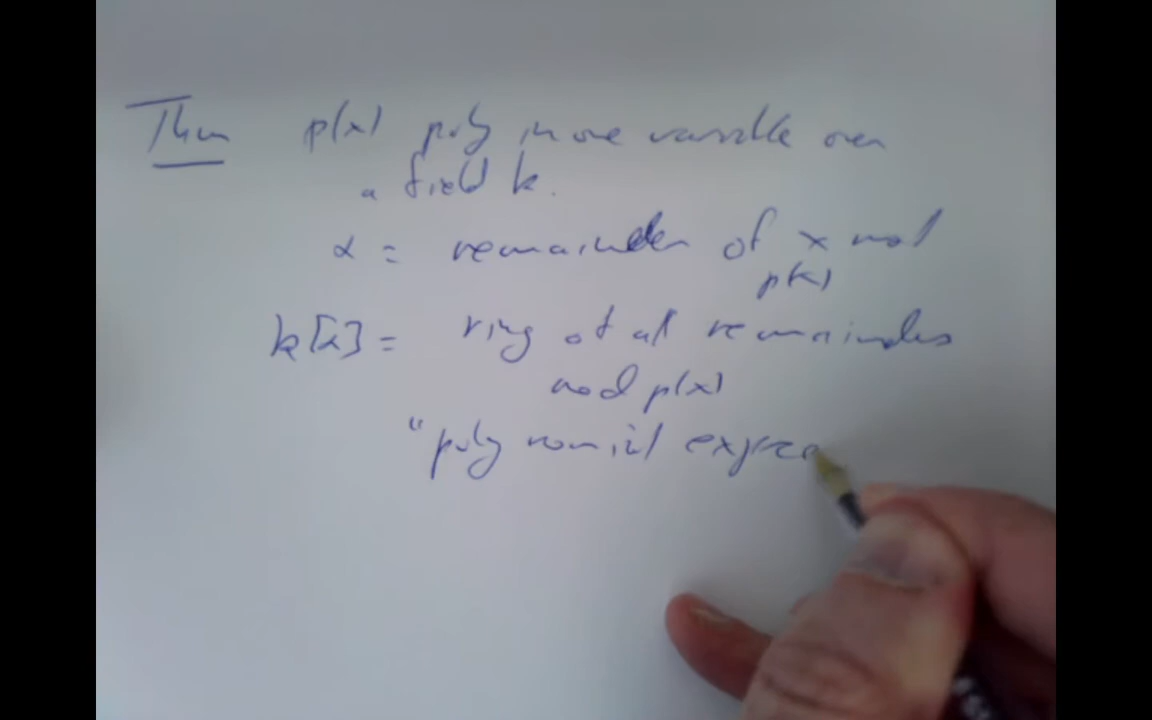 Thm p(x) poly in one variable over
a field k.
α = remainder of x mod
p(x)
k[α] = ring of all remainders
mod p(x)
"polynomial expre